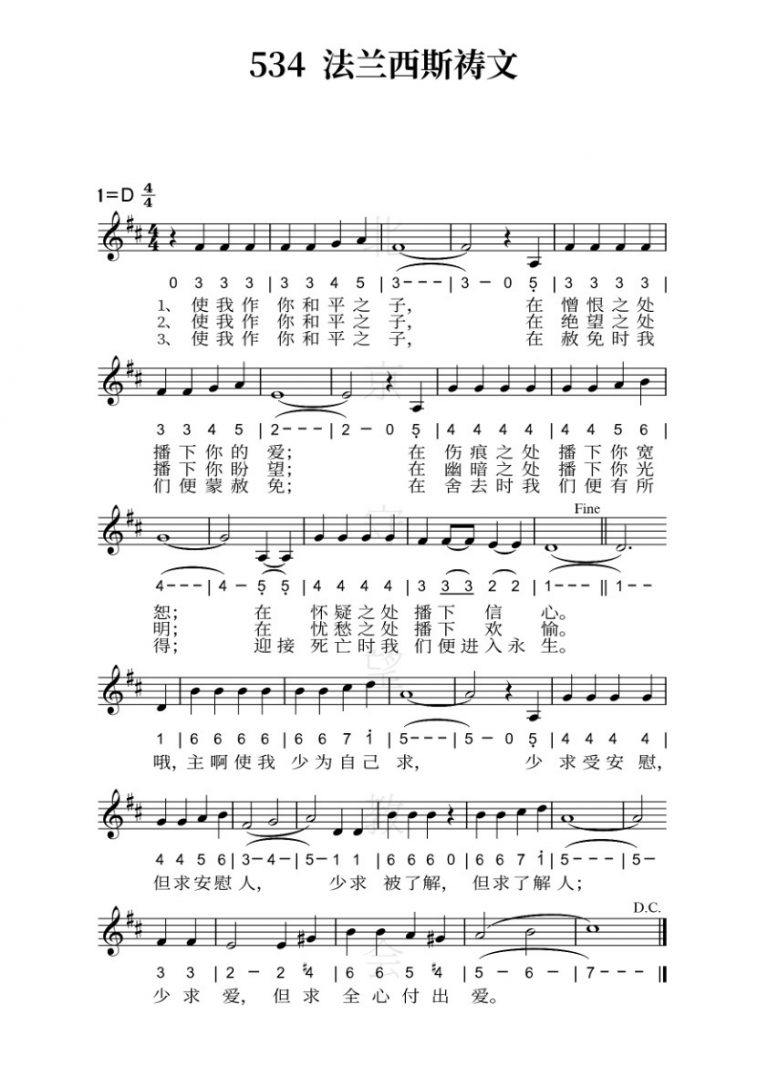 534 法兰西斯祷文
1=D 4/4
0 3 3 3 | 3 3 4 5 | 3 - - - | 3 - 0 5̣ | 3 3 3 3 |
1、使我作 你和平之子, 在 憎恨之处
2、使我作 你和平之子, 在 绝望之处
3、使我作 你和平之子, 在 赦免时我
3 3 4 5 | 2 - - - | 2 - 0 5̣ | 4 4 4 4 | 4 4 5 6 |
播下你的 爱; 在 伤痕之处 播下你宽
播下你盼 望; 在 幽暗之处 播下你光
们便蒙赦 免; 在 舍去时我 们便有所
Fine
4 - - - | 4 - 5̣ 5̣ | 4 4 4 4 | 3 3 3 2 2 | 1 - - - || 1 - -
恕; 在 怀疑之处 播下 信 心。
明; 在 忧愁之处 播下 欢 愉。
得; 迎接 死亡时我 们便进入永 生。
1 | 6 6 6 6 | 6 6 7 1̇ | 5 - - - | 5 - 0 5̣ | 4 4 4 4 |
哦,主啊使我 少为自己 求, 少 求受安慰,
4 4 5 6 | 3 - 4 - | 5 - 1 1 | 6 6 6 0 | 6 6 7 1̇ | 5 - - - | 5 -
但求安慰人, 少求 被了解, 但求了解人;
D.C.
3 3 | 2 - 2 #4 | 6 6 5 #4 | 5 - 6 - | 7 - - - ||
少求 爱, 但求 全心付出 爱。
北京守望教会